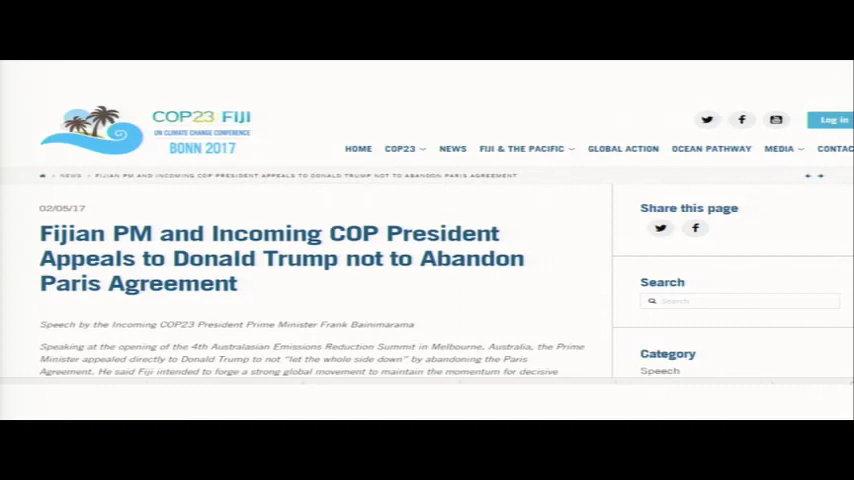 COP23 FIJI
UN CLIMATE CHANGE CONFERENCE
BONN 2017
Log in
HOME COP23 NEWS FIJI & THE PACIFIC GLOBAL ACTION OCEAN PATHWAY MEDIA CONTAC
> NEWS > FIJIAN PM AND INCOMING COP PRESIDENT APPEALS TO DONALD TRUMP NOT TO ABANDON PARIS AGREEMENT
02/05/17
Fijian PM and Incoming COP President
Appeals to Donald Trump not to Abandon
Paris Agreement
Speech by the Incoming COP23 President Prime Minister Frank Bainimarama
Speaking at the opening of the 4th Australasian Emissions Reduction Summit in Melbourne, Australia, the Prime
Minister appealed directly to Donald Trump to not “let the whole side down” by abandoning the Paris
Agreement. He said Fiji intended to forge a strong global movement to maintain the momentum for decisive
Share this page
Search
Search
Category
Speech